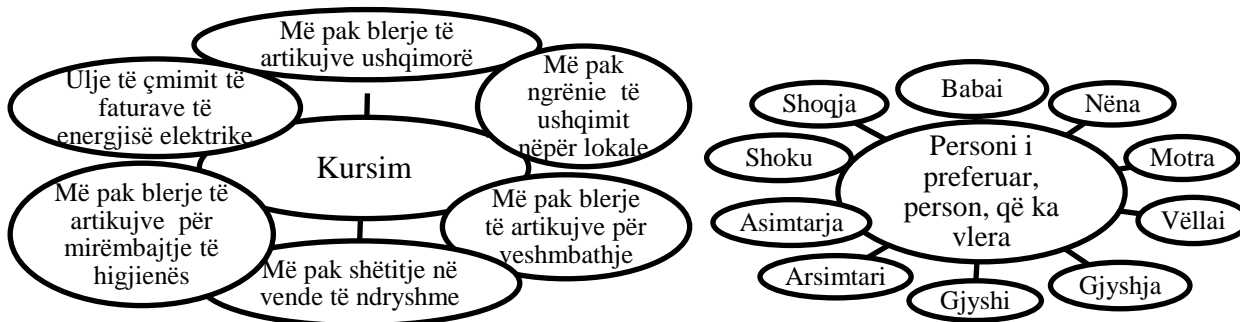 Më pak blerje të
artikujve ushqimorë
Ulje të çmimit të
faturave të
energjisë elektrike
Më pak
ngrënie të
ushqimit
nëpër lokale
Kursim
Më pak blerje të
artikujve për
mirëmbajtje të
higjienës
Më pak blerje
të artikujve për
veshmbathje
Më pak shëtitje në
vende të ndryshme
Babai
Shoqja
Nëna
Shoku
Personi i
preferuar,
person, që ka
vlera
Motra
Asimtarja
Vëllai
Arsimtari
Gjyshi
Gjyshja